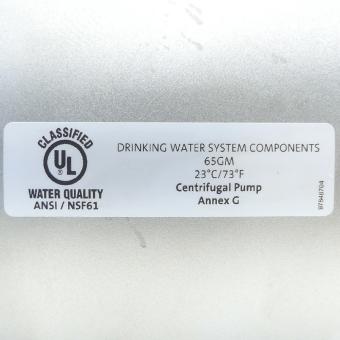 CLASSIFIED
UL
WATER QUALITY
ANSI / NSF61
DRINKING WATER SYSTEM COMPONENTS
65GM
23°C/73°F
Centrifugal Pump
Annex G